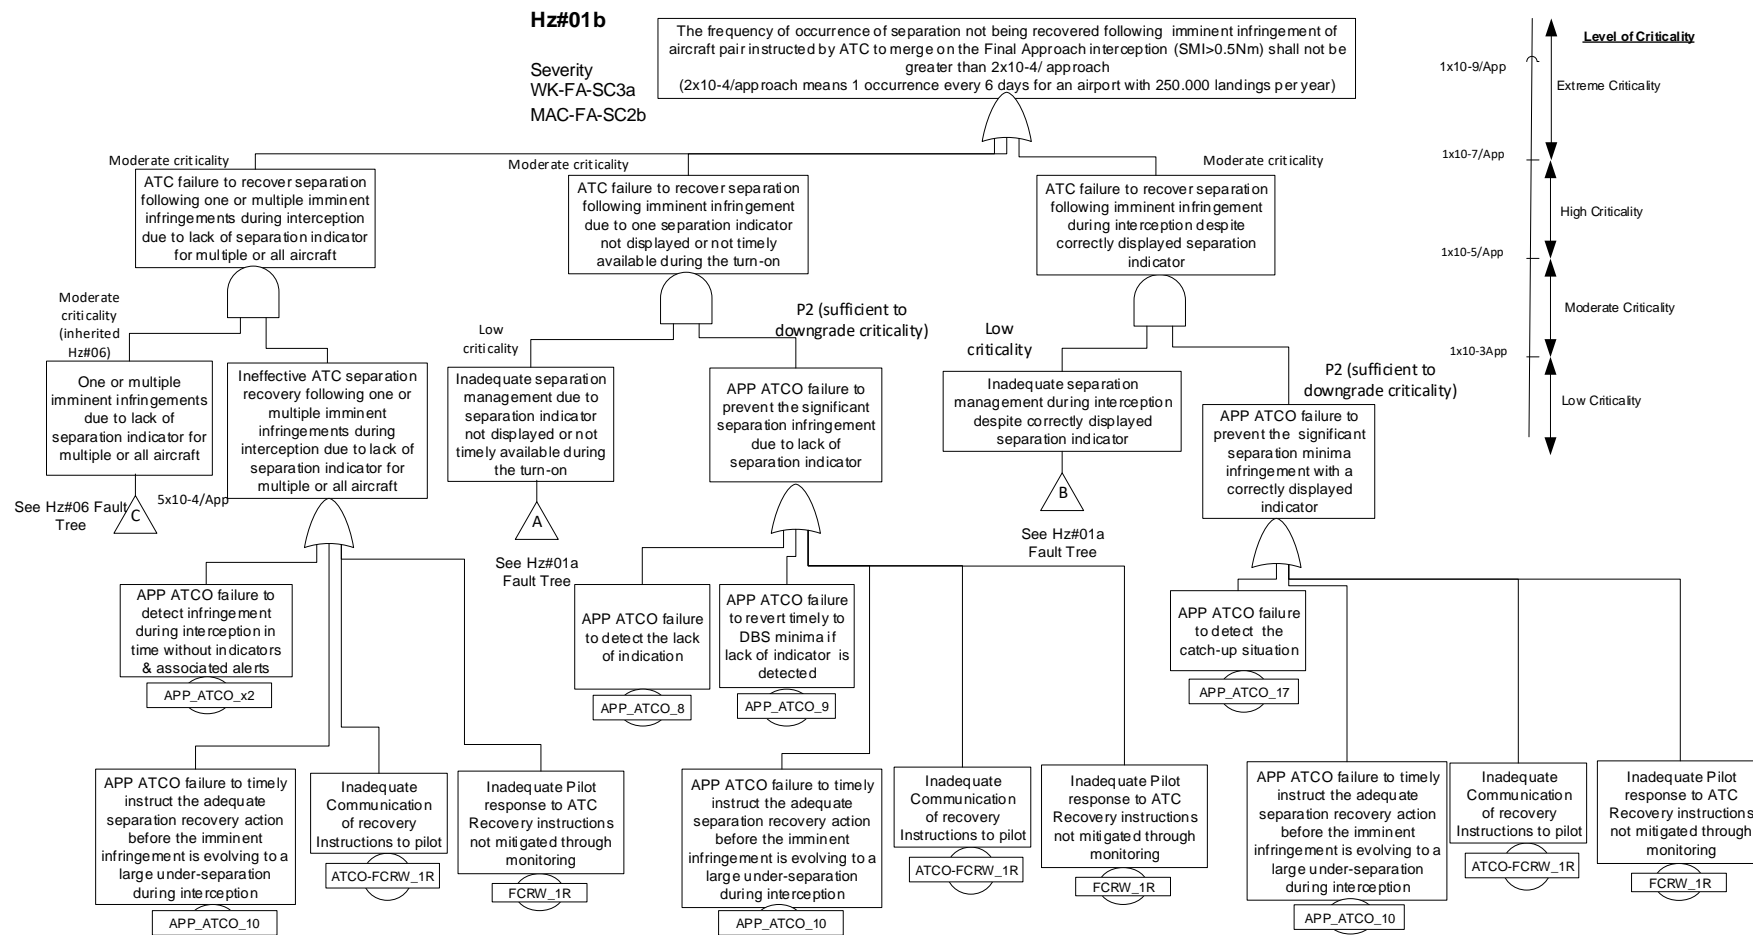 Hz#01b
Severity
WK-FA-SC3a
MAC-FA-SC2b
The frequency of occurrence of separation not being recovered following imminent infringement of
aircraft pair instructed by ATC to merge on the Final Approach interception (SMI>0.5Nm) shall not be
greater than 2x10-4/ approach
(2x10-4/approach means 1 occurrence every 6 days for an airport with 250.000 landings per year)
Level of Criticality
1x10-9/App
Extreme Criticality
1x10-7/App
High Criticality
1x10-5/App
Moderate Criticality
1x10-3App
Low Criticality
Moderate criticality
ATC failure to recover separation
following one or multiple imminent
infringements during interception
due to lack of separation indicator
for multiple or all aircraft
Moderate criticality
ATC failure to recover separation
following imminent infringement
due to one separation indicator
not displayed or not timely
available during the turn-on
Moderate criticality
ATC failure to recover separation
following imminent infringement
during interception despite
correctly displayed separation
indicator
Moderate
criticality
(inherited
Hz#06)
One or multiple
imminent infringements
due to lack of
separation indicator for
multiple or all aircraft
C
See Hz#06 Fault
Tree
Ineffective ATC separation
recovery following one or
multiple imminent
infringements during
interception due to lack of
separation indicator for
multiple or all aircraft
5x10-4/App
Low
criticality
Inadequate separation
management due to
separation indicator
not displayed or not
timely available during
the turn-on
A
See Hz#01a
Fault Tree
P2 (sufficient to
downgrade criticality)
APP ATCO failure to
prevent the significant
separation infringement
due to lack of
separation indicator
Low
criticality
Inadequate separation
management during interception
despite correctly displayed
separation indicator
B
See Hz#01a
Fault Tree
P2 (sufficient to
downgrade criticality)
APP ATCO failure to
prevent the significant
separation minima
infringement with a
correctly displayed
indicator
APP ATCO failure to
detect infringement
during interception in
time without indicators
& associated alerts
APP_ATCO_x2
APP ATCO failure
to detect the lack
of indication
APP_ATCO_8
APP ATCO failure
to revert timely to
DBS minima if
lack of indicator is
detected
APP_ATCO_9
APP ATCO failure
to detect the
catch-up situation
APP_ATCO_17
APP ATCO failure to timely
instruct the adequate
separation recovery action
before the imminent
infringement is evolving to a
large under-separation
during interception
APP_ATCO_10
Inadequate
Communication
of recovery
Instructions to pilot
ATCO-FCRW_1R
Inadequate Pilot
response to ATC
Recovery instructions
not mitigated through
monitoring
FCRW_1R
APP ATCO failure to timely
instruct the adequate
separation recovery action
before the imminent
infringement is evolving to a
large under-separation
during interception
APP_ATCO_10
Inadequate
Communication
of recovery
Instructions to pilot
ATCO-FCRW_1R
Inadequate Pilot
response to ATC
Recovery instructions
not mitigated through
monitoring
FCRW_1R
APP ATCO failure to timely
instruct the adequate
separation recovery action
before the imminent
infringement is evolving to a
large under-separation
during interception
APP_ATCO_10
Inadequate
Communication
of recovery
Instructions to pilot
ATCO-FCRW_1R
Inadequate Pilot
response to ATC
Recovery instructions
not mitigated through
monitoring
FCRW_1R